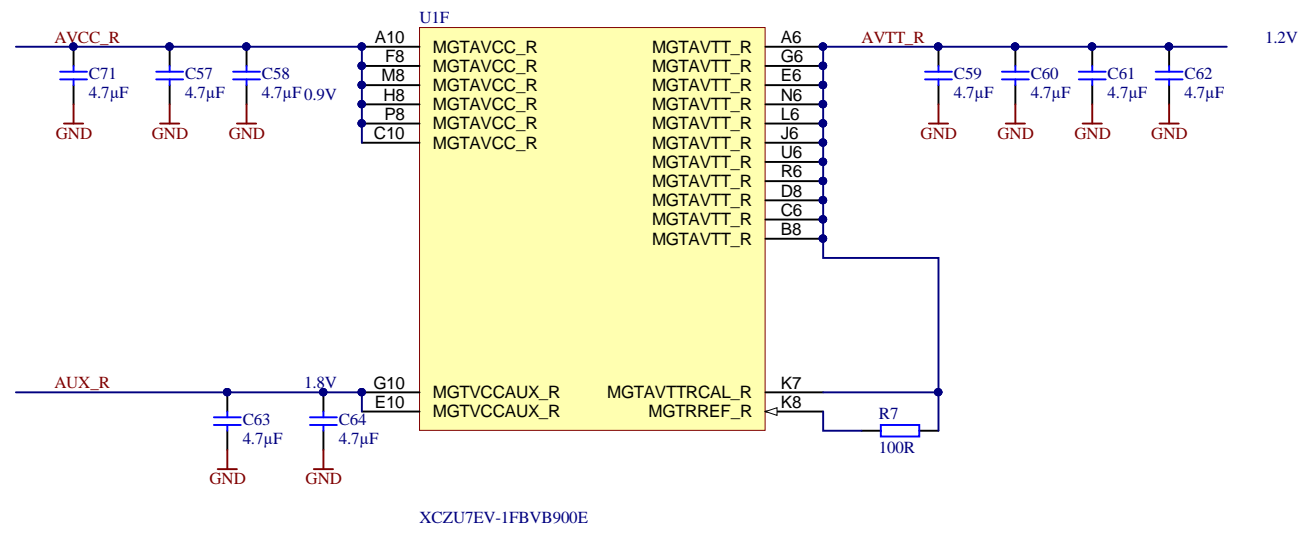 U1F
AVCC_R
A10 MGTAVCC_R MGTAVTT_R A6
AVTT_R
1.2V
F8 MGTAVCC_R MGTAVTT_R G6
M8 MGTAVCC_R MGTAVTT_R E6
H8 MGTAVCC_R MGTAVTT_R N6
P8 MGTAVCC_R MGTAVTT_R L6
C10 MGTAVCC_R MGTAVTT_R J6
MGTAVTT_R U6
MGTAVTT_R R6
MGTAVTT_R D8
MGTAVTT_R C6
MGTAVTT_R B8
C71 C57 C58 C59 C60 C61 C62
4.7µF 4.7µF 4.7µF 0.9V 4.7µF 4.7µF 4.7µF 4.7µF
GND GND GND GND GND GND GND
AUX_R
1.8V
G10 MGTVCCAUX_R MGTAVTTRCAL_R K7
E10 MGTVCCAUX_R MGTRREF_R K8
C63 C64 R7
4.7µF 4.7µF 100R
GND GND
XCZU7EV-1FBVB900E